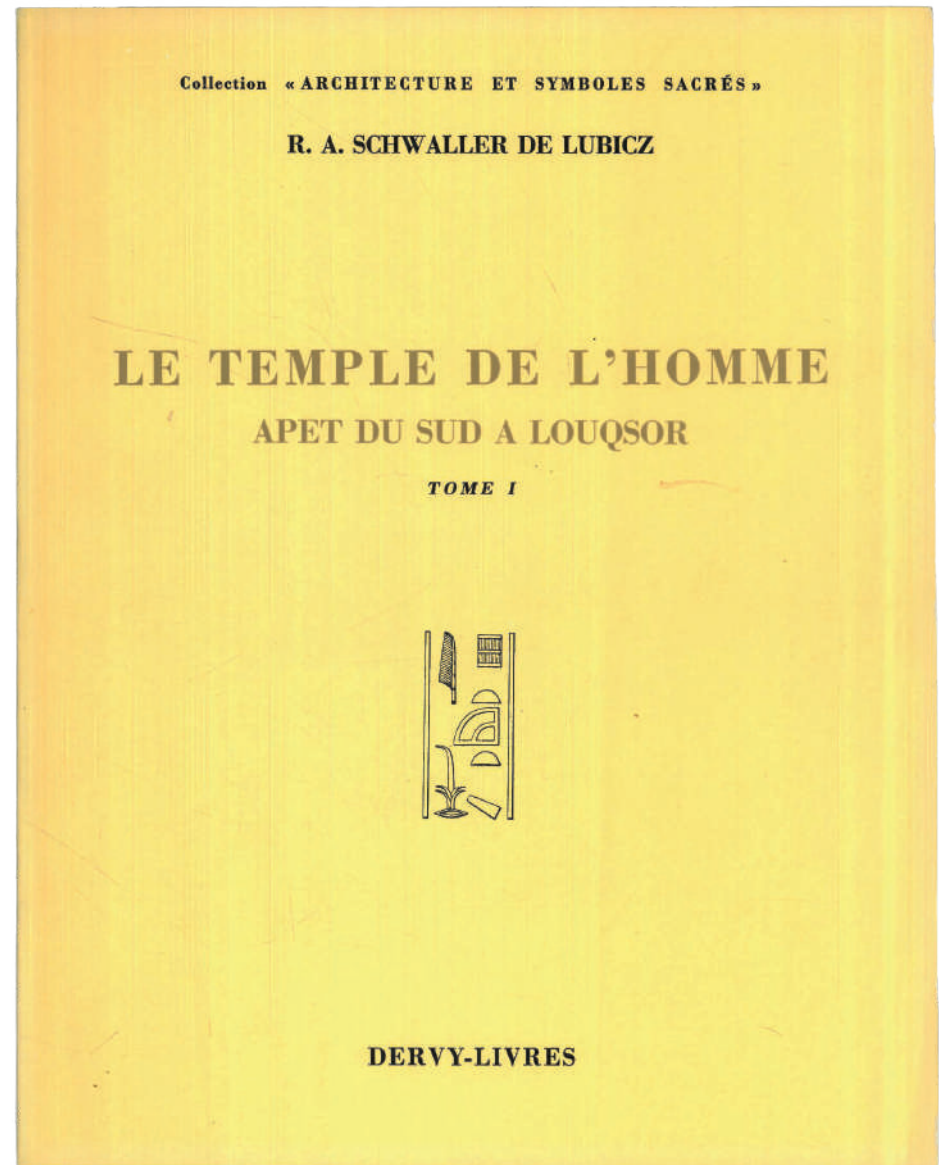 Collection « ARCHITECTURE ET SYMBOLES SACRÉS »
R. A. SCHWALLER DE LUBICZ
LE TEMPLE DE L'HOMME
APET DU SUD A LOUQSOR
TOME I
DERVY-LIVRES